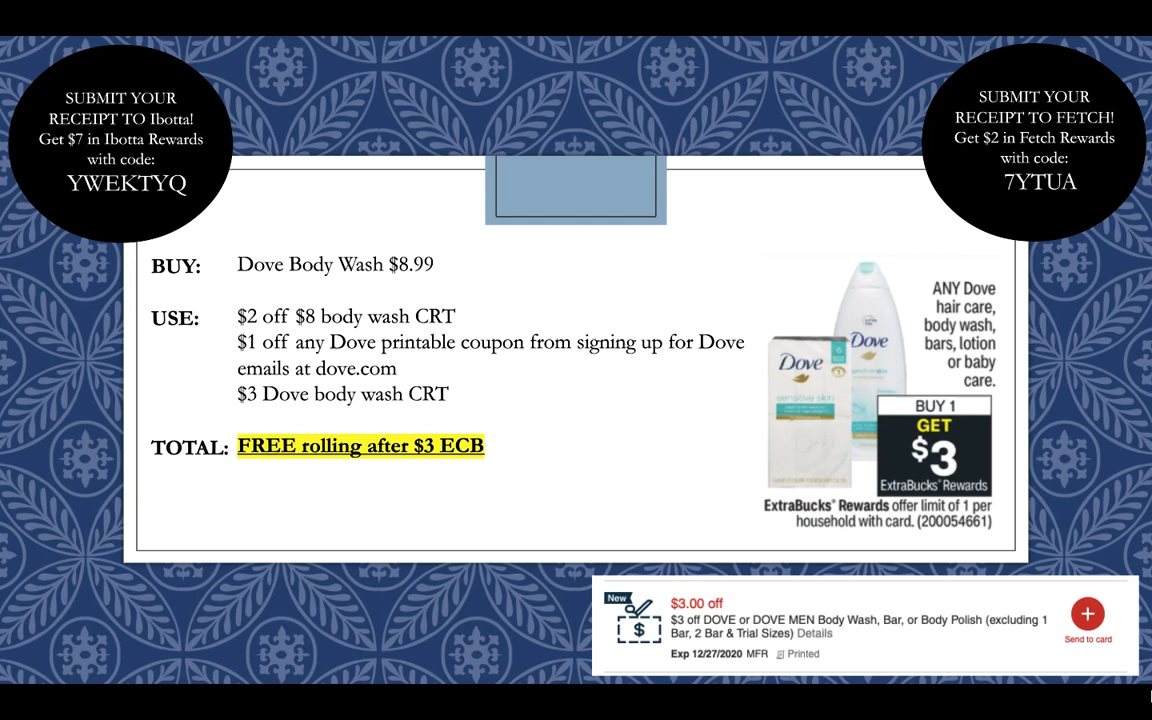 SUBMIT YOUR
RECEIPT TO Ibotta!
Get $7 in Ibotta Rewards
with code:
YWEKTYQ
SUBMIT YOUR
RECEIPT TO FETCH!
Get $2 in Fetch Rewards
with code:
7YTUA
BUY: Dove Body Wash $8.99
USE: $2 off $8 body wash CRT
$1 off any Dove printable coupon from signing up for Dove
emails at dove.com
$3 Dove body wash CRT
TOTAL: FREE rolling after $3 ECB
Dove
sensitive skin
Dove
ANY Dove
hair care,
body wash,
bars, lotion
or baby
care.
BUY 1
GET
$3
ExtraBucks® Rewards
ExtraBucks® Rewards offer limit of 1 per
household with card. (200054661)
New
$
$3.00 off
$3 off DOVE or DOVE MEN Body Wash, Bar, or Body Polish (excluding 1
Bar, 2 Bar & Trial Sizes) Details
Exp 12/27/2020 MFR Printed
+
Send to card